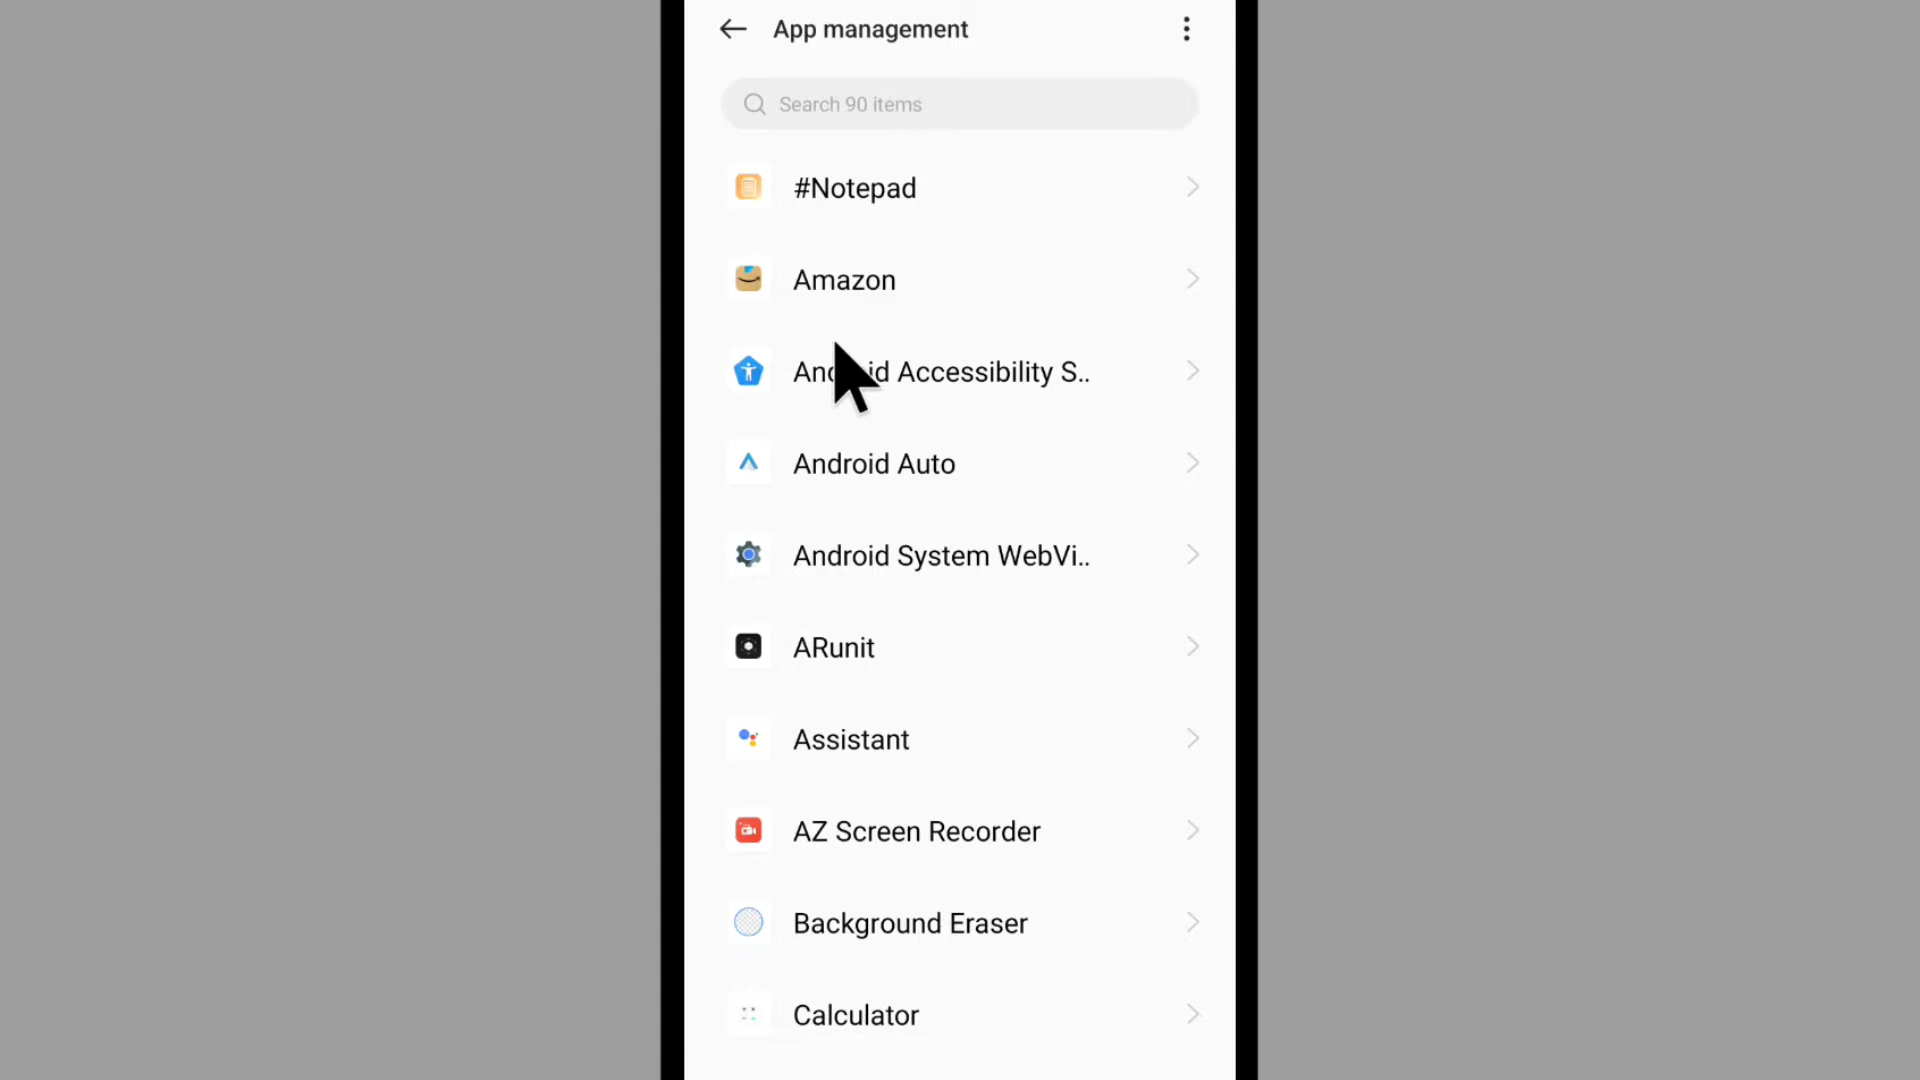 App management
Search 90 items
#Notepad
Amazon
Android Accessibility S..
Android Auto
Android System WebVi..
ARunit
Assistant
AZ Screen Recorder
Background Eraser
Calculator